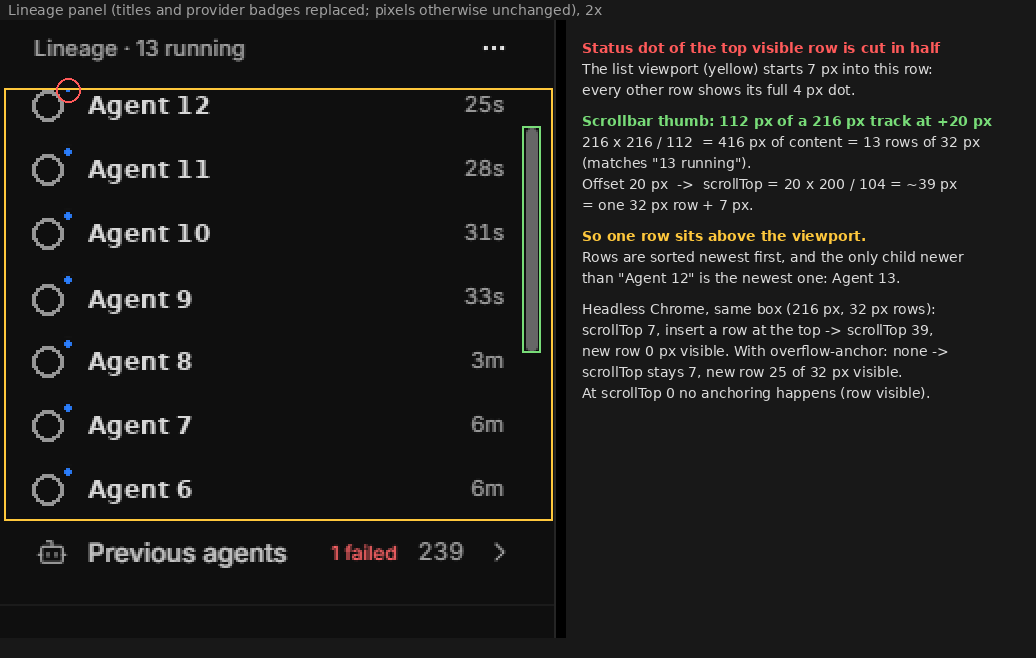 Lineage panel (titles and provider badges replaced; pixels otherwise unchanged), 2x
Lineage · 13 running
Agent 12 25s
Agent 11 28s
Agent 10 31s
Agent 9 33s
Agent 8 3m
Agent 7 6m
Agent 6 6m
Previous agents 1 failed 239
Status dot of the top visible row is cut in half
The list viewport (yellow) starts 7 px into this row:
every other row shows its full 4 px dot.
Scrollbar thumb: 112 px of a 216 px track at +20 px
216 x 216 / 112 = 416 px of content = 13 rows of 32 px
(matches "13 running").
Offset 20 px -> scrollTop = 20 x 200 / 104 = ~39 px
= one 32 px row + 7 px.
So one row sits above the viewport.
Rows are sorted newest first, and the only child newer
than "Agent 12" is the newest one: Agent 13.
Headless Chrome, same box (216 px, 32 px rows):
scrollTop 7, insert a row at the top -> scrollTop 39,
new row 0 px visible. With overflow-anchor: none ->
scrollTop stays 7, new row 25 of 32 px visible.
At scrollTop 0 no anchoring happens (row visible).